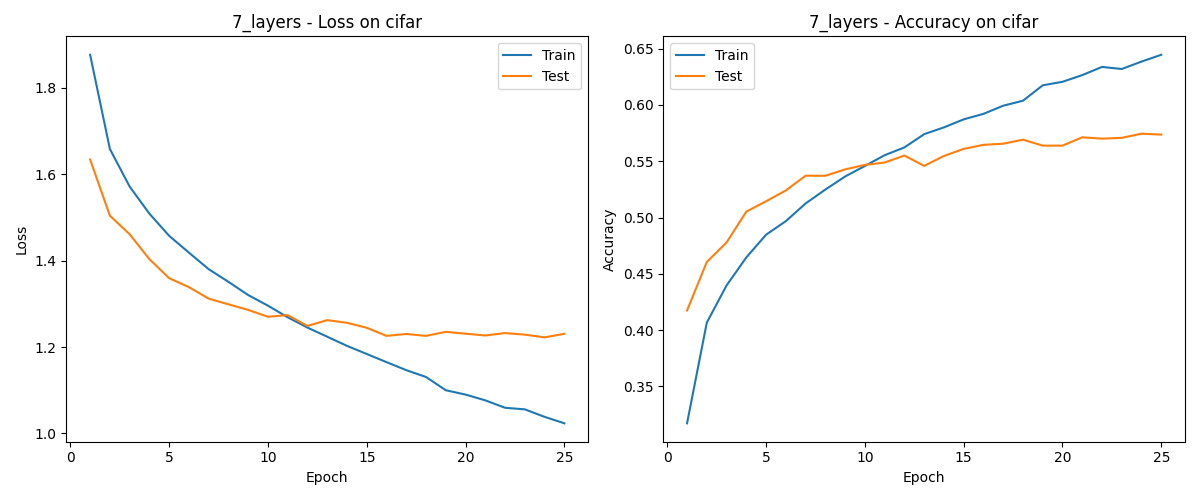 7_layers - Loss on cifar
Train
Test
1.8
1.6
1.4
1.2
1.0
Loss
0
5
10
15
20
25
Epoch
7_layers - Accuracy on cifar
Train
Test
0.65
0.60
0.55
0.50
0.45
0.40
0.35
Accuracy
0
5
10
15
20
25
Epoch